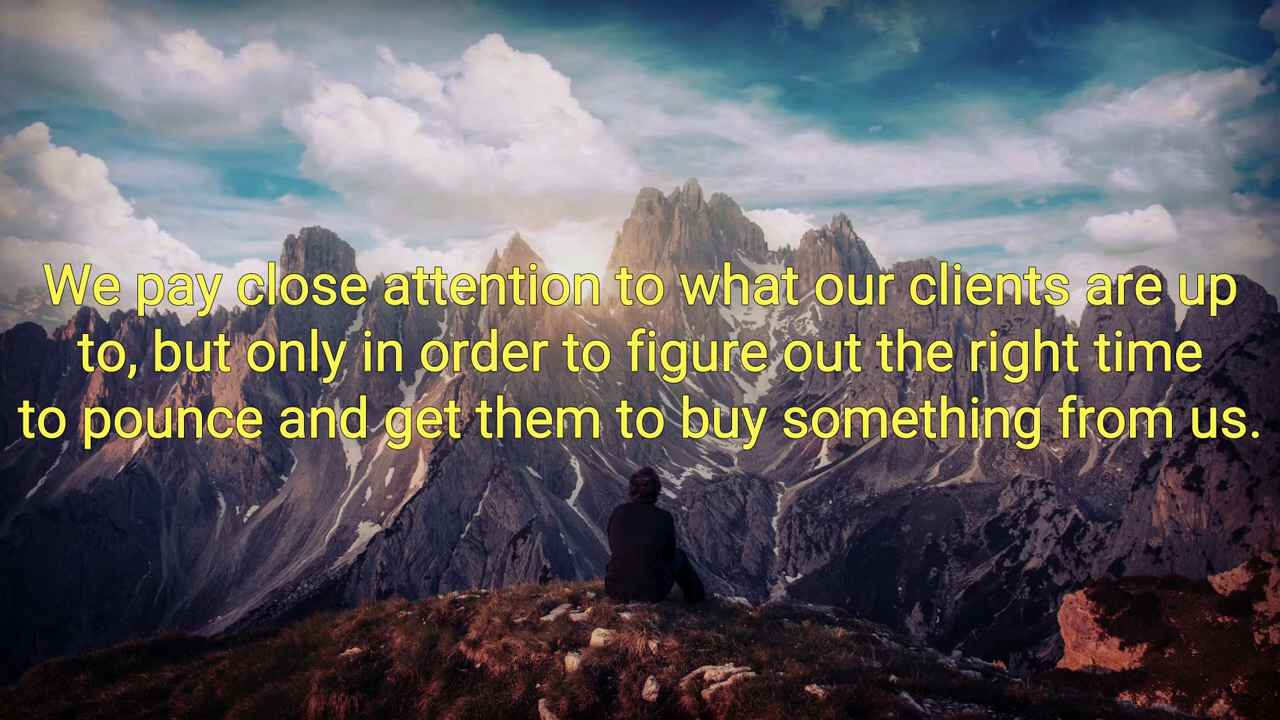 We pay close attention to what our clients are up
to, but only in order to figure out the right time
to pounce and get them to buy something from us.